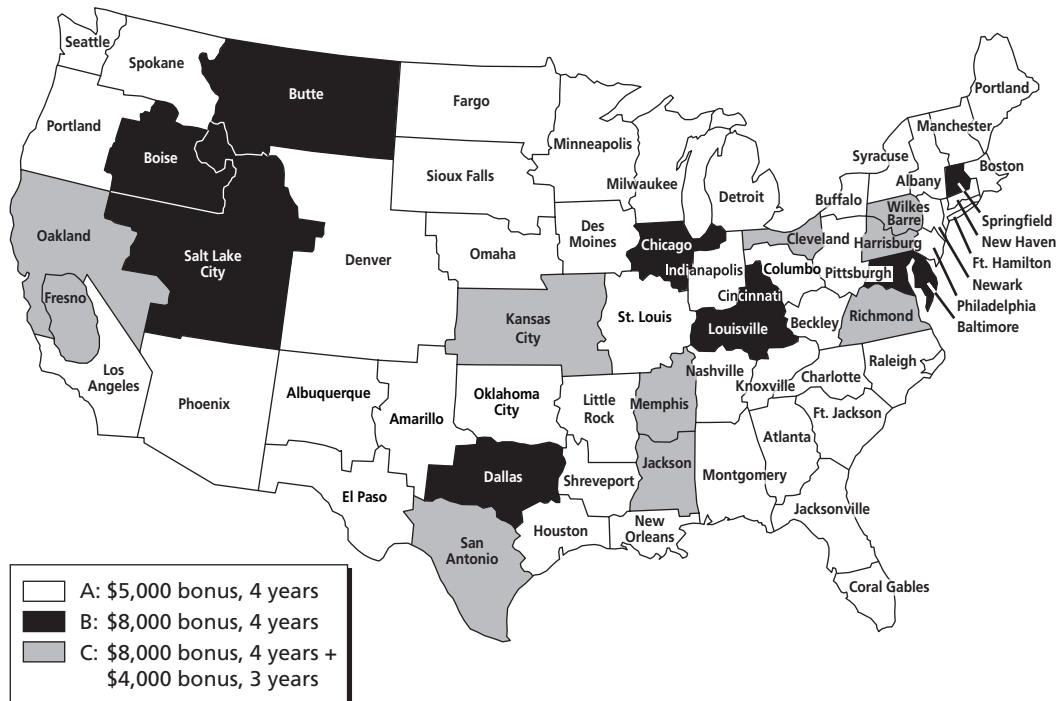 Seattle
Spokane
Butte
Fargo
Portland
Portland
Boise
Minneapolis
Manchester
Syracuse
Boston
Sioux Falls
Milwaukee
Detroit
Buffalo
Albany
Springfield
Oakland
Salt Lake
City
Denver
Omaha
Des
Moines
Chicago
Cleveland
Wilkes
Barre
Harrisburg
New Haven
Ft. Hamilton
Newark
Philadelphia
Baltimore
Indianapolis
Columbo
Pittsburgh
Fresno
Kansas
City
St. Louis
Cincinnati
Louisville
Beckley
Richmond
Los
Angeles
Phoenix
Albuquerque
Amarillo
Oklahoma
City
Little
Rock
Memphis
Nashville
Knoxville
Charlotte
Raleigh
Ft. Jackson
Atlanta
El Paso
Dallas
Shreveport
Jackson
Montgomery
Jacksonville
San
Antonio
Houston
New
Orleans
Coral Gables
A: $5,000 bonus, 4 years
B: $8,000 bonus, 4 years
C: $8,000 bonus, 4 years +
$4,000 bonus, 3 years